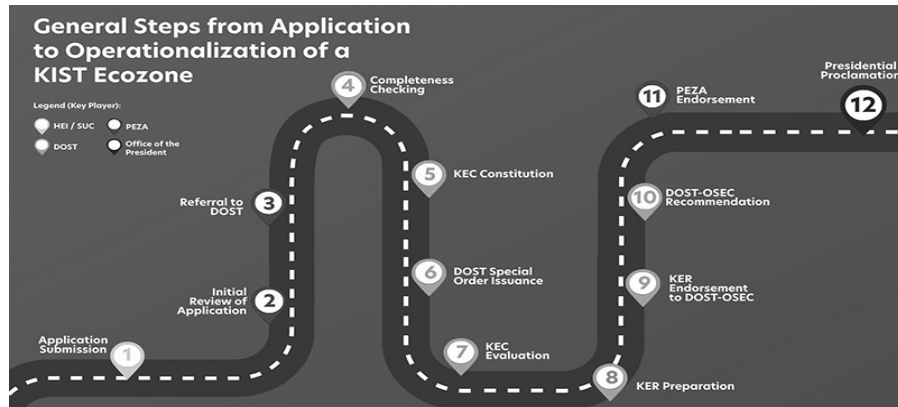 General Steps from Application
to Operationalization of a
KIST Ecozone
Legend (Key Player):
HEI / SUC
PEZA
DOST
Office of the
President
1
Application
Submission
2
Initial
Review of
Application
3
Referral to
DOST
4
Completeness
Checking
5
KEC Constitution
6
DOST Special
Order Issuance
7
KEC
Evaluation
8
KER Preparation
9
KER
Endorsement
to DOST-OSEC
10
DOST-OSEC
Recommendation
11
PEZA
Endorsement
12
Presidential
Proclamation